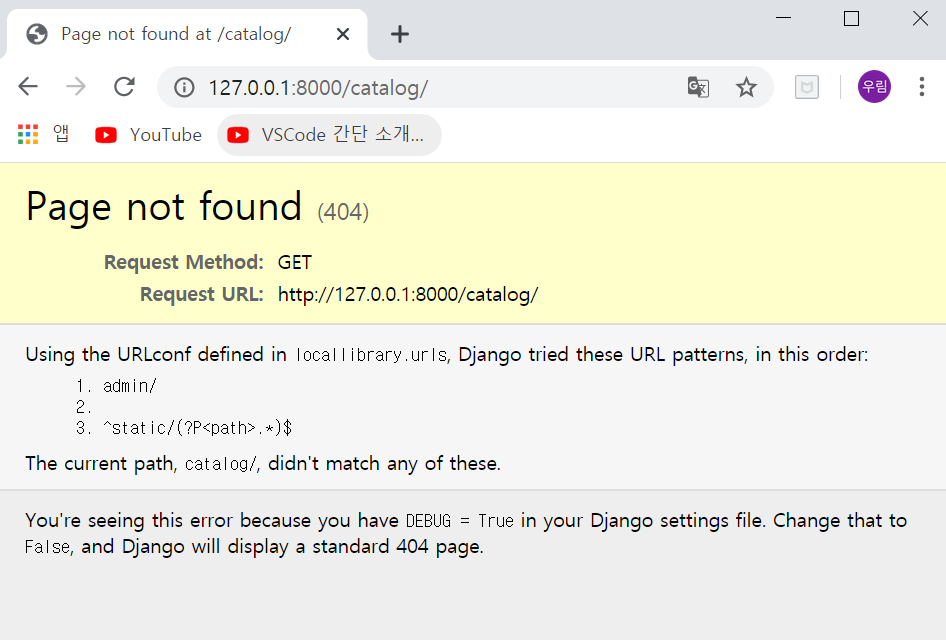 Page not found at /catalog/
127.0.0.1:8000/catalog/
우림
앱 YouTube VSCode 간단 소개...
Page not found (404)
Request Method: GET
Request URL: http://127.0.0.1:8000/catalog/
Using the URLconf defined in locallibrary.urls, Django tried these URL patterns, in this order:
1. admin/
2.
3. ^static/(?P<path>.*)$
The current path, catalog/, didn't match any of these.
You're seeing this error because you have DEBUG = True in your Django settings file. Change that to
False, and Django will display a standard 404 page.